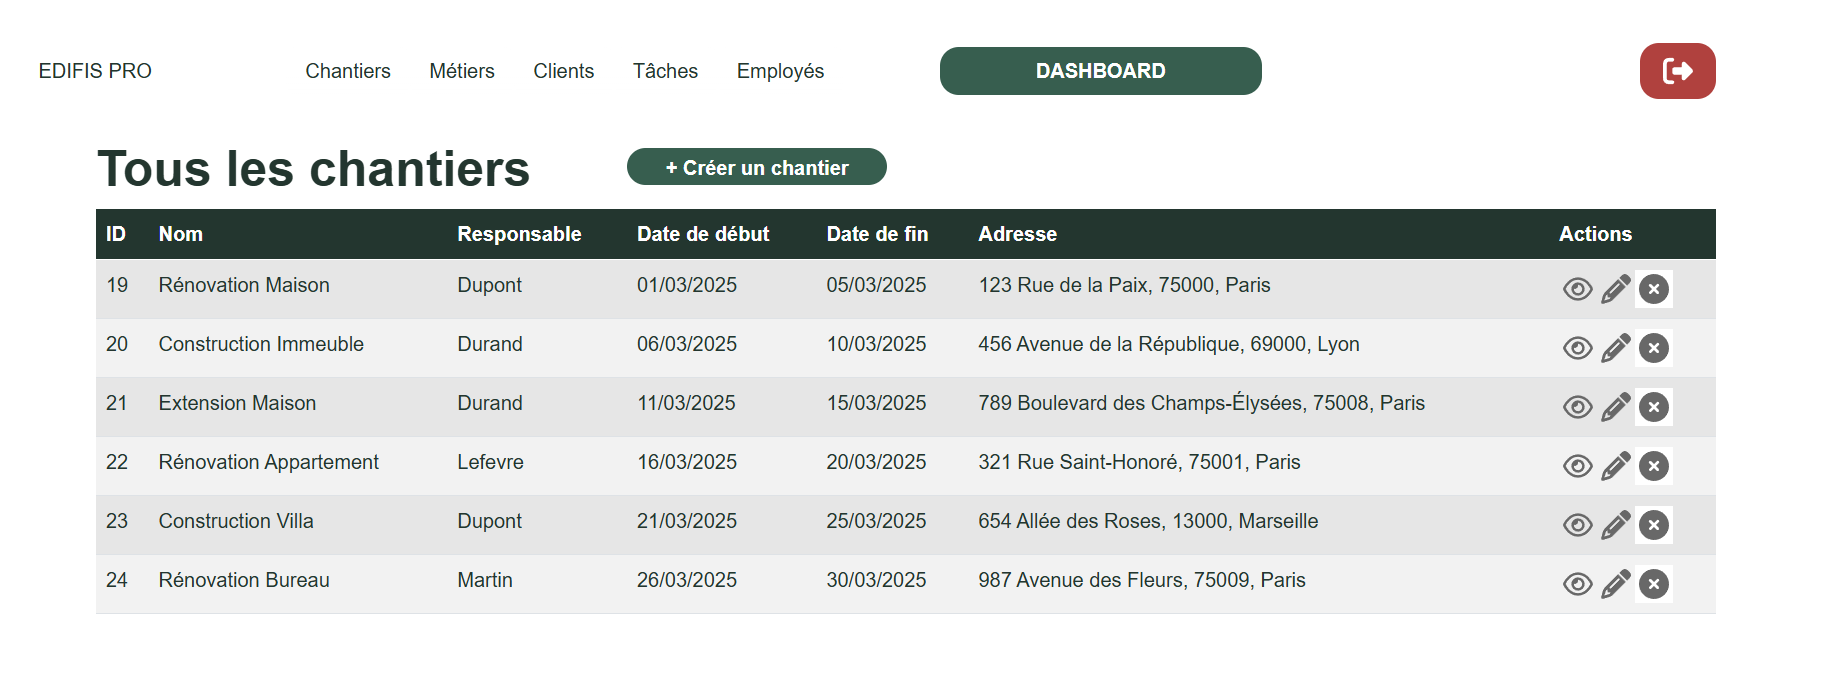 EDIFIS PRO Chantiers Métiers Clients Tâches Employés DASHBOARD
Tous les chantiers + Créer un chantier
ID Nom Responsable Date de début Date de fin Adresse Actions
19 Rénovation Maison Dupont 01/03/2025 05/03/2025 123 Rue de la Paix, 75000, Paris
20 Construction Immeuble Durand 06/03/2025 10/03/2025 456 Avenue de la République, 69000, Lyon
21 Extension Maison Durand 11/03/2025 15/03/2025 789 Boulevard des Champs-Élysées, 75008, Paris
22 Rénovation Appartement Lefevre 16/03/2025 20/03/2025 321 Rue Saint-Honoré, 75001, Paris
23 Construction Villa Dupont 21/03/2025 25/03/2025 654 Allée des Roses, 13000, Marseille
24 Rénovation Bureau Martin 26/03/2025 30/03/2025 987 Avenue des Fleurs, 75009, Paris